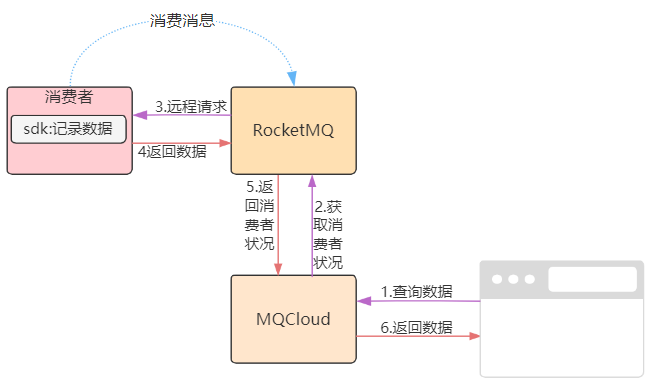 消费消息
消费者
sdk:记录数据
3.远程请求
4返回数据
RocketMQ
5.返
回消
费者
状况
2.获
取消
费者
状况
MQCloud
1.查询数据
6.返回数据